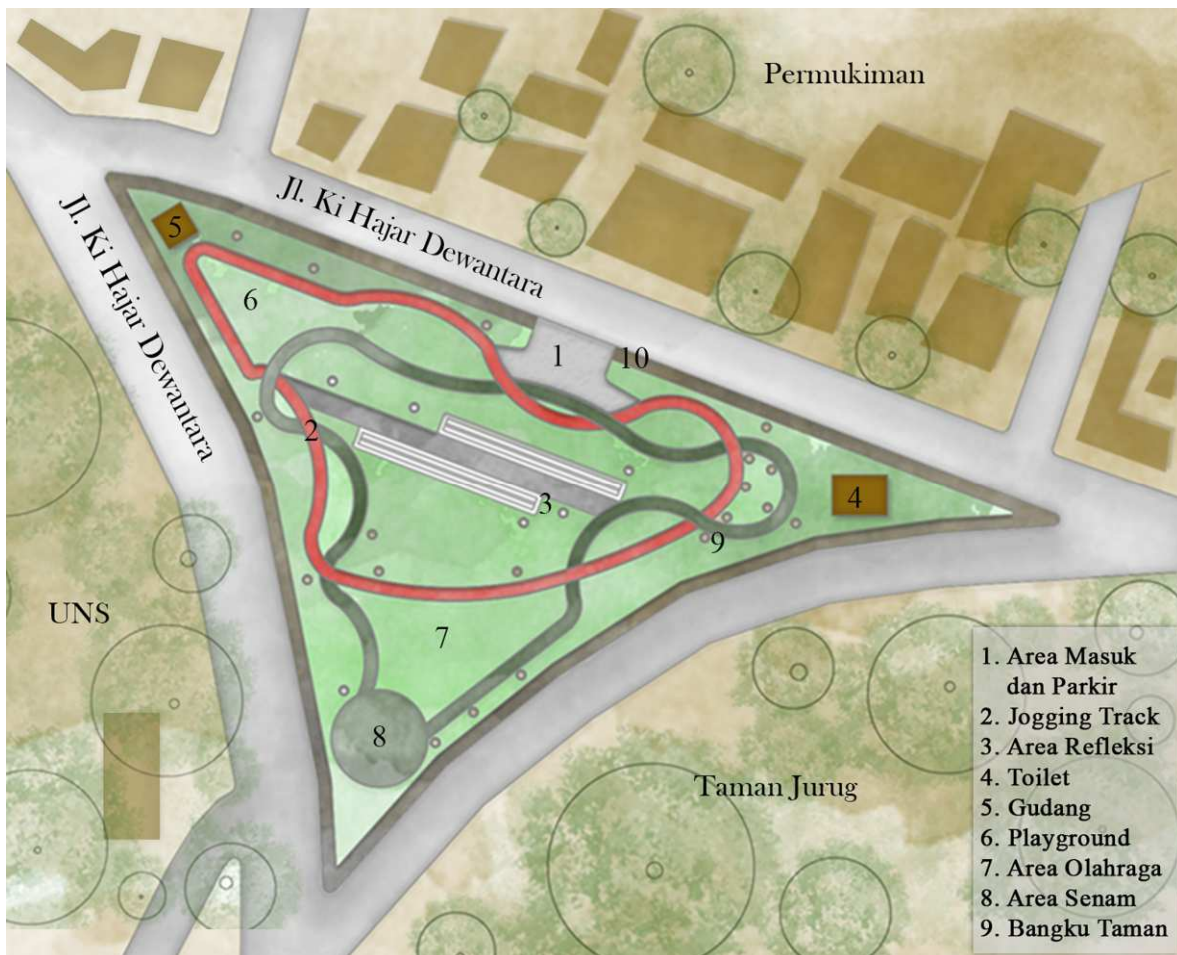 Permukiman
Jl. Ki Hajar Dewantara
Jl. Ki Hajar Dewantara
5
6
1
10
2
3
4
9
UNS
7
8
Taman Jurug
1. Area Masuk
dan Parkir
2. Jogging Track
3. Area Refleksi
4. Toilet
5. Gudang
6. Playground
7. Area Olahraga
8. Area Senam
9. Bangku Taman